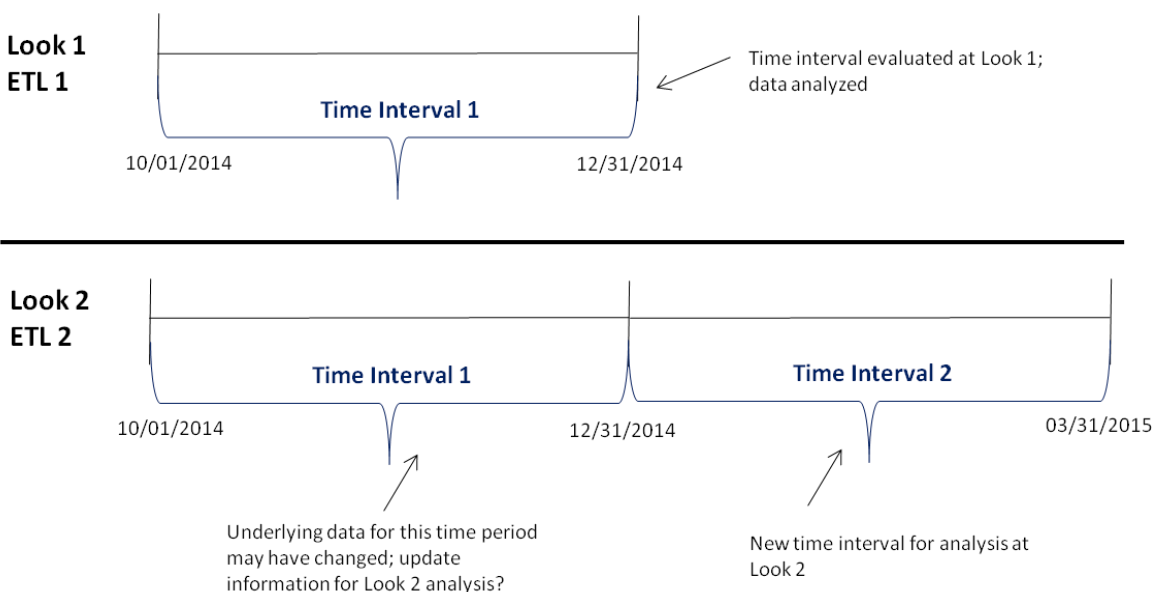 Look 1
ETL 1
Time Interval 1
Time interval evaluated at Look 1;
data analyzed
10/01/2014
12/31/2014
Look 2
ETL 2
Time Interval 1
Time Interval 2
10/01/2014
12/31/2014
03/31/2015
Underlying data for this time period
may have changed; update
information for Look 2 analysis?
New time interval for analysis at
Look 2